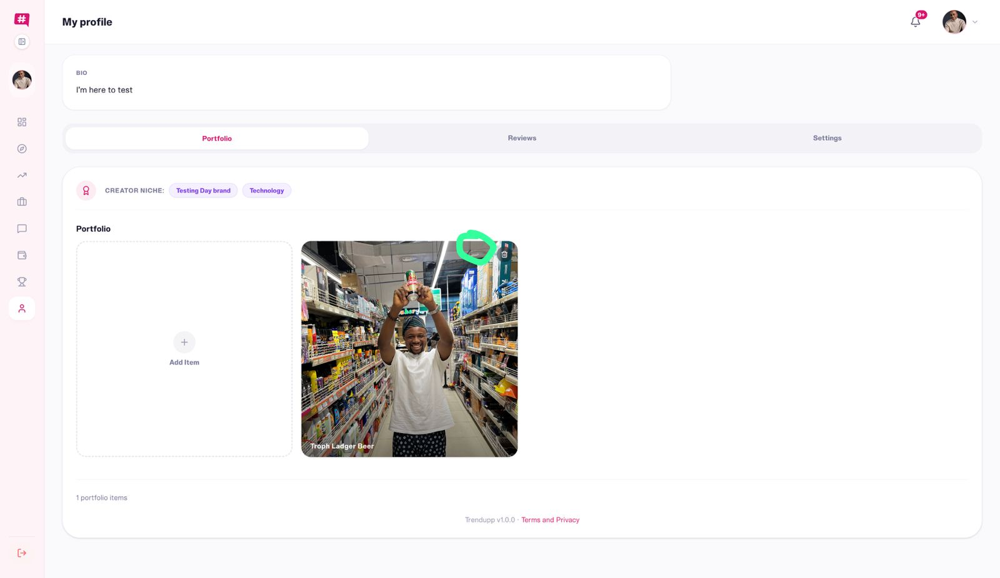 #
My profile
9+
BIO
I'm here to test
Portfolio
Reviews
Settings
CREATOR NICHE:
Testing Day brand
Technology
Portfolio
Add Item
Troph Ladger Beer
1 portfolio items
Trendupp v1.0.0 · Terms and Privacy